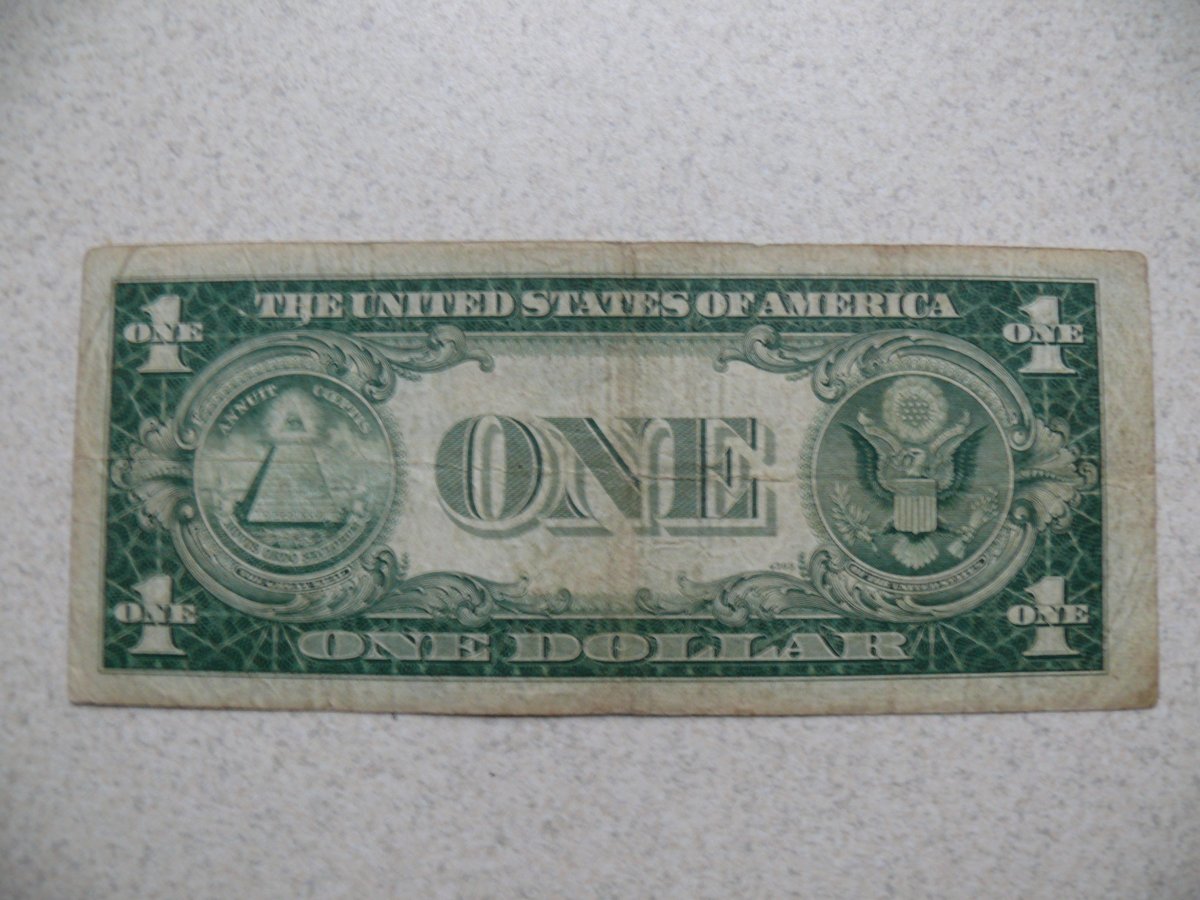 THE UNITED STATES OF AMERICA
1 ONE
1 ONE
ANNUIT COEPTIS
ONE
1 ONE
1 ONE
ONE DOLLAR